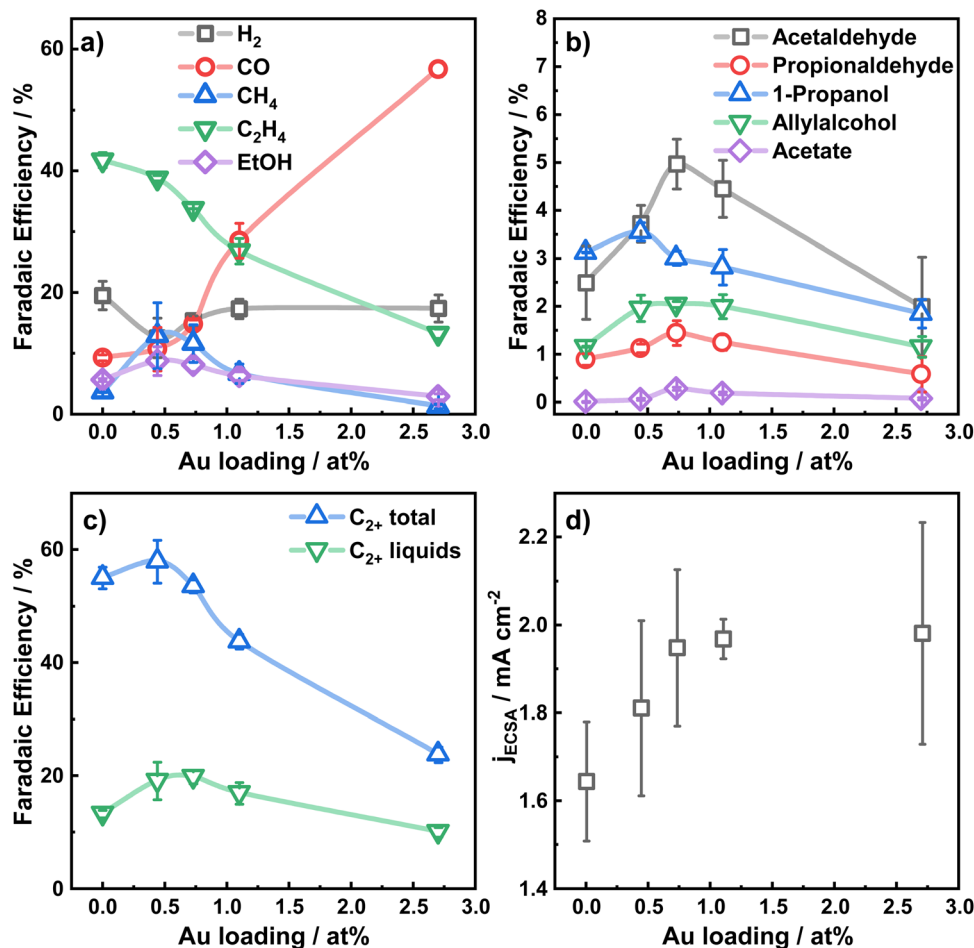 a)
H₂
CO
CH₄
C₂H₄
EtOH
60
40
20
0
Faradaic Efficiency / %
0.0 0.5 1.0 1.5 2.0 2.5 3.0
Au loading / at%
b)
Acetaldehyde
Propionaldehyde
1-Propanol
Allylalcohol
Acetate
8
7
6
5
4
3
2
1
0
Faradaic Efficiency / %
0.0 0.5 1.0 1.5 2.0 2.5 3.0
Au loading / at%
c)
C₂₊ total
C₂₊ liquids
60
40
20
0
Faradaic Efficiency / %
0.0 0.5 1.0 1.5 2.0 2.5 3.0
Au loading / at%
d)
2.2
2.0
1.8
1.6
1.4
j_ECSA / mA cm⁻²
0.0 0.5 1.0 1.5 2.0 2.5 3.0
Au loading / at%